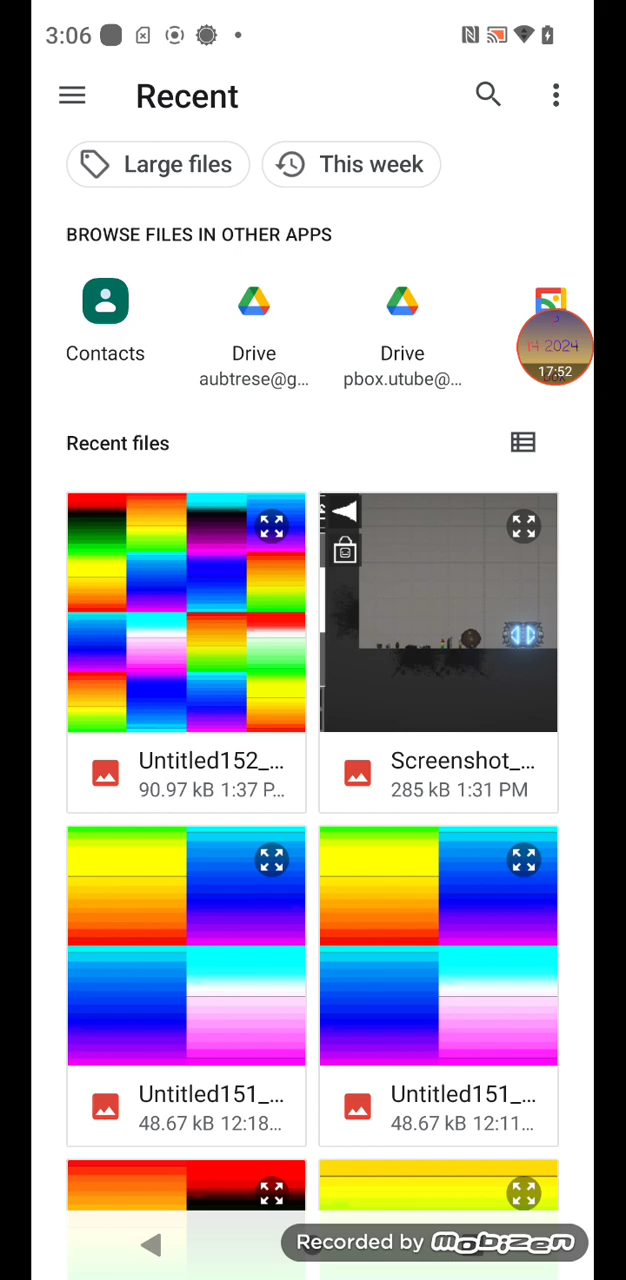 3:06
Recent
Large files
This week
BROWSE FILES IN OTHER APPS
Contacts
Drive
aubtrese@g...
Drive
pbox.utube@...
14 2024
17:52
Recent files
Untitled152_...
90.97 kB 1:37 P...
Screenshot_...
285 kB 1:31 PM
Untitled151_...
48.67 kB 12:18...
Untitled151_...
48.67 kB 12:11...
Recorded by mobizen